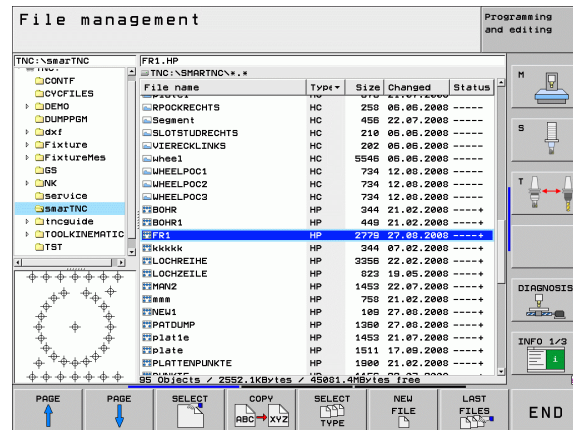 File management
Programming
and editing
TNC:\smarTNC
FR1.HP
TNC:\SMARTNC\*.*
File name Type Size Changed Status
CONTF
CYCFILES
DEMO
DUMPPGM
dxf
Fixture
FixtureMes
GS
NK
service
smarTNC
tncguide
TOOLKINEMATIC
TST
RPOCKRECHTS HC 258 06.06.2008 -----
Segment HC 456 22.07.2008 -----
SLOTSTUDRECHTS HC 210 06.06.2008 -----
VIERECKLINKS HC 202 06.06.2008 -----
wheel HC 5546 06.06.2008 -----
WHEELPOC1 HC 734 12.08.2008 -----
WHEELPOC2 HC 734 12.08.2008 -----
WHEELPOC3 HC 734 12.08.2008 -----
BOHR HP 344 21.02.2008 ----+
BOHR1 HP 449 21.02.2008 ----+
FR1 HP 2779 27.08.2008 ----+
kkkkk HP 344 07.02.2008 ----+
LOCHREIHE HP 3356 22.02.2008 ----+
LOCHZEILE HP 823 19.05.2008 ----+
MAN2 HP 1453 22.07.2008 ----+
mmm HP 758 21.02.2008 ----+
NEW1 HP 109 27.08.2008 ----+
PATDUMP HP 1360 27.08.2008 ----+
plat1e HP 1453 21.07.2008 ----+
plate HP 1511 17.09.2008 ----+
PLATTENPUNKTE HP 1900 21.02.2008 ----+
95 Objects / 2552.1KBytes / 45081.4MBytes free
M
S
T
DIAGNOSIS
INFO 1/3
PAGE
PAGE
SELECT
COPY
ABC XYZ
SELECT
TYPE
NEW
FILE
LAST
FILES
END